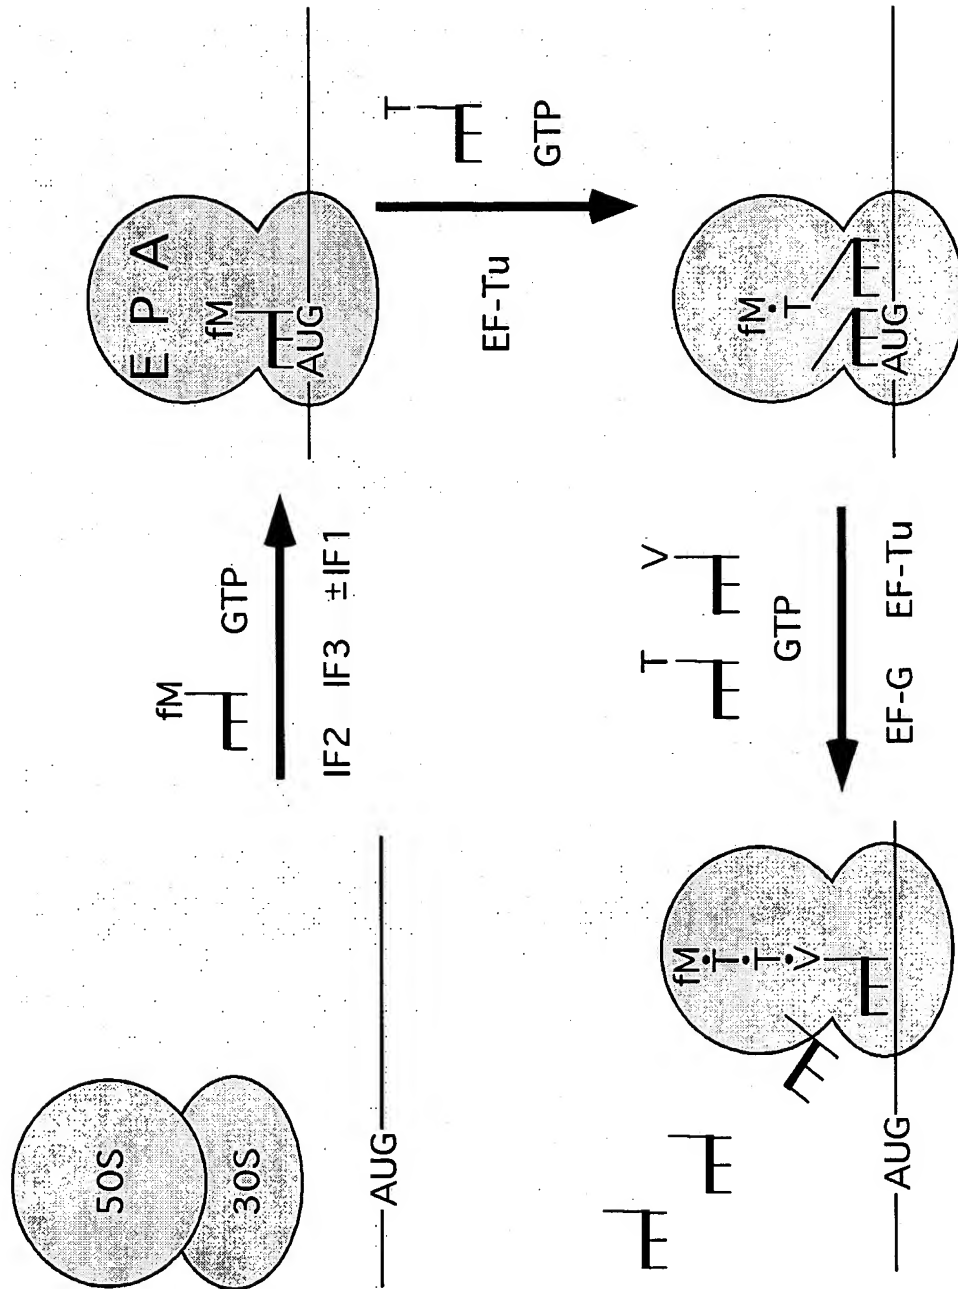 50S
30S
AUG
fM
GTP
IF2 IF3 ±IF1
E P A
fM
AUG
T
GTP
EF-Tu
fM
T
AUG
T V
GTP
EF-G EF-Tu
fM•T•T•V
AUG